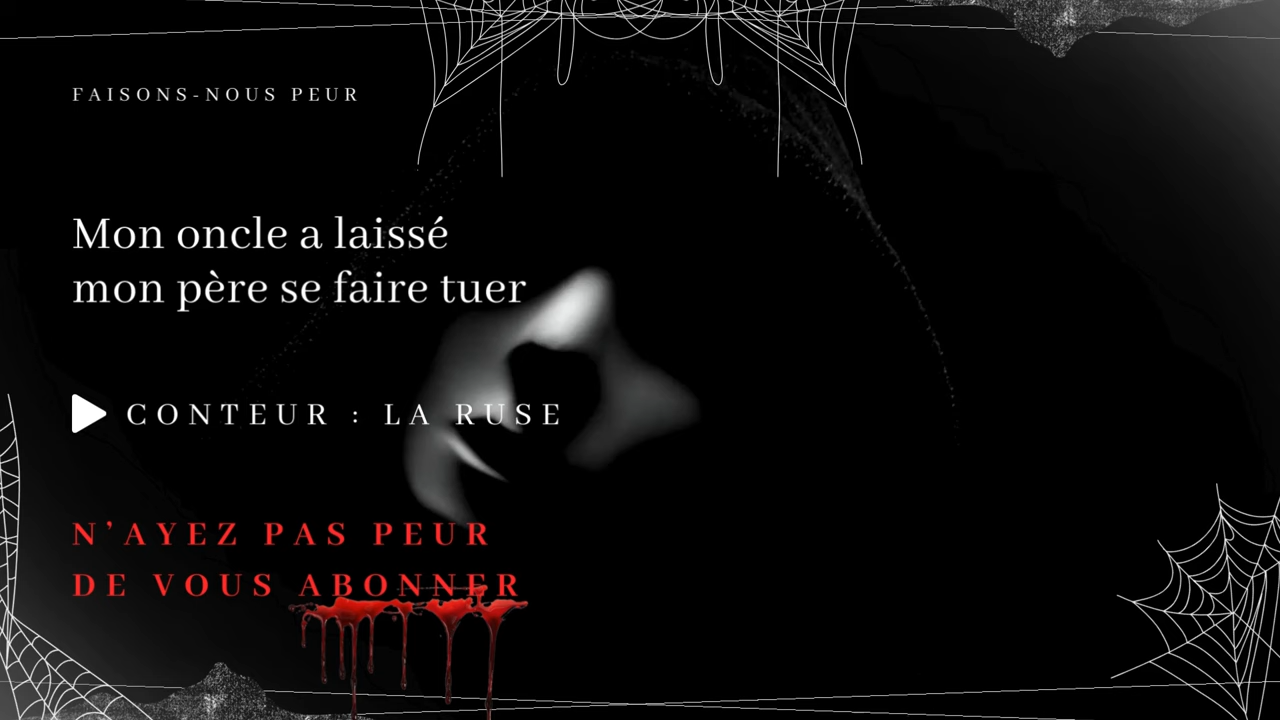 FAISONS-NOUS PEUR
Mon oncle a laissé
mon père se faire tuer
CONTEUR : LA RUSE
N'AYEZ PAS PEUR
DE VOUS ABONNER